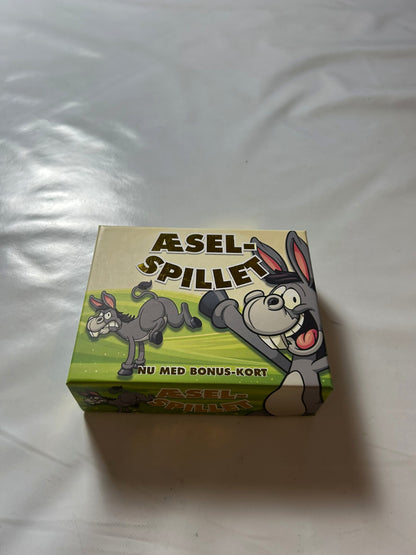 ÆSEL-
SPILLET
NU MED BONUS-KORT
ÆSEL-
SPILLET